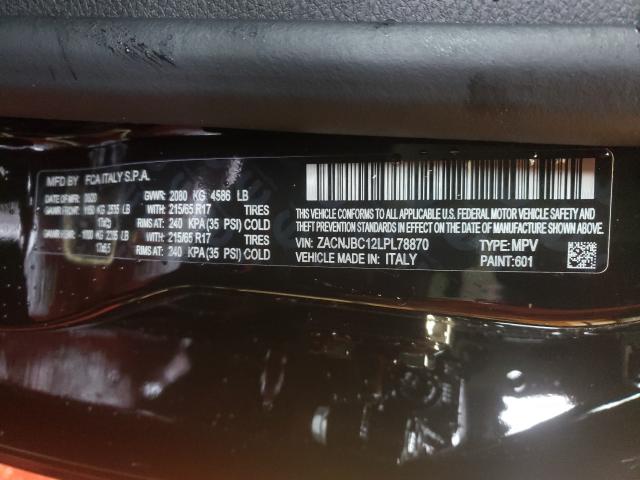 MFD BY FCA ITALY S.P.A.
GVWR: 2080 KG 4586 LB
WITH: 215/65 R17 TIRES
RIMS AT: 240 KPA (35 PSI) COLD
WITH: 215/65 R17 TIRES
RIMS AT: 240 KPA (35 PSI) COLD
THIS VEHICLE CONFORMS TO ALL APPLICABLE U.S. FEDERAL MOTOR VEHICLE SAFETY AND
THEFT PREVENTION STANDARDS IN EFFECT ON THE DATE OF MANUFACTURE SHOWN ABOVE.
VIN: ZACNJBC12LPL78870 TYPE: MPV
VEHICLE MADE IN: ITALY PAINT: 601